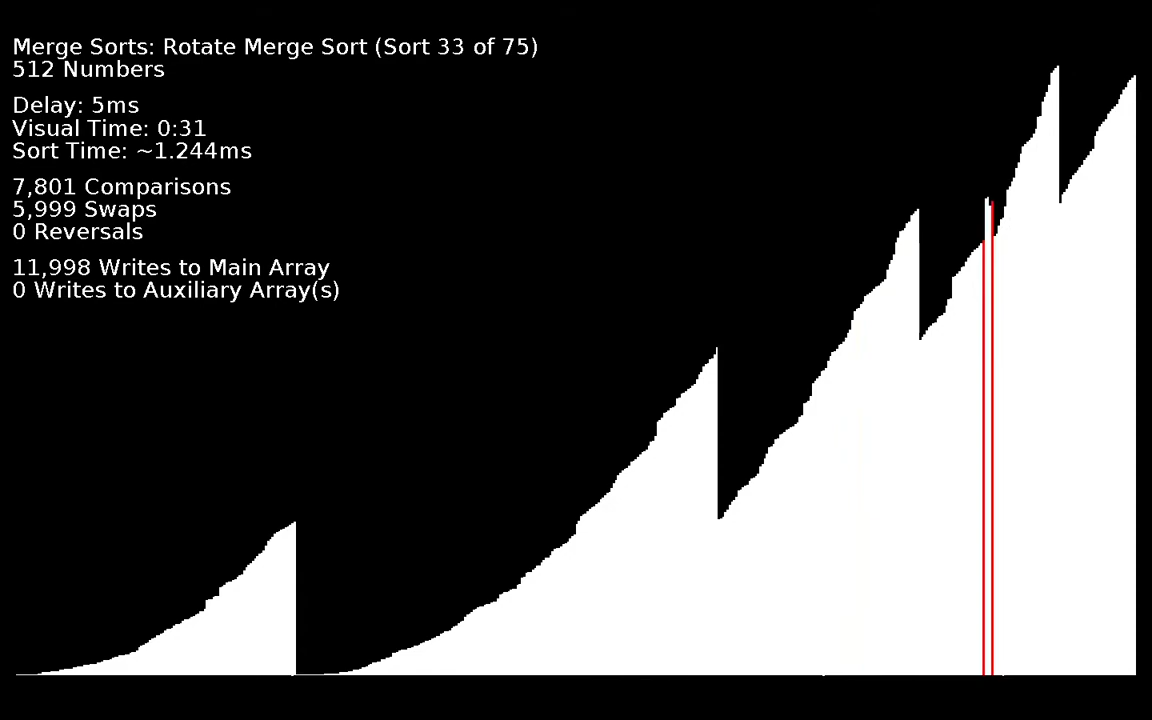 Merge Sorts: Rotate Merge Sort (Sort 33 of 75)
512 Numbers
Delay: 5ms
Visual Time: 0:31
Sort Time: ~1.244ms
7,801 Comparisons
5,999 Swaps
0 Reversals
11,998 Writes to Main Array
0 Writes to Auxiliary Array(s)